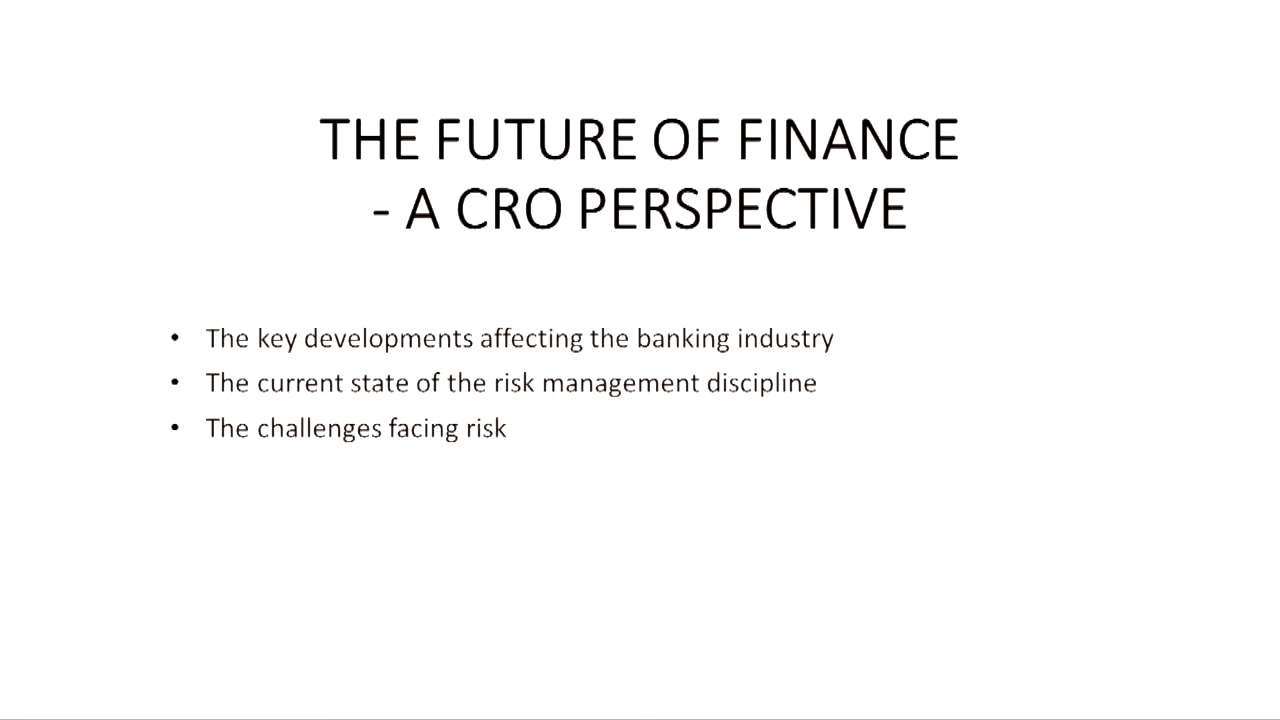 THE FUTURE OF FINANCE
- A CRO PERSPECTIVE
• The key developments affecting the banking industry
• The current state of the risk management discipline
• The challenges facing risk